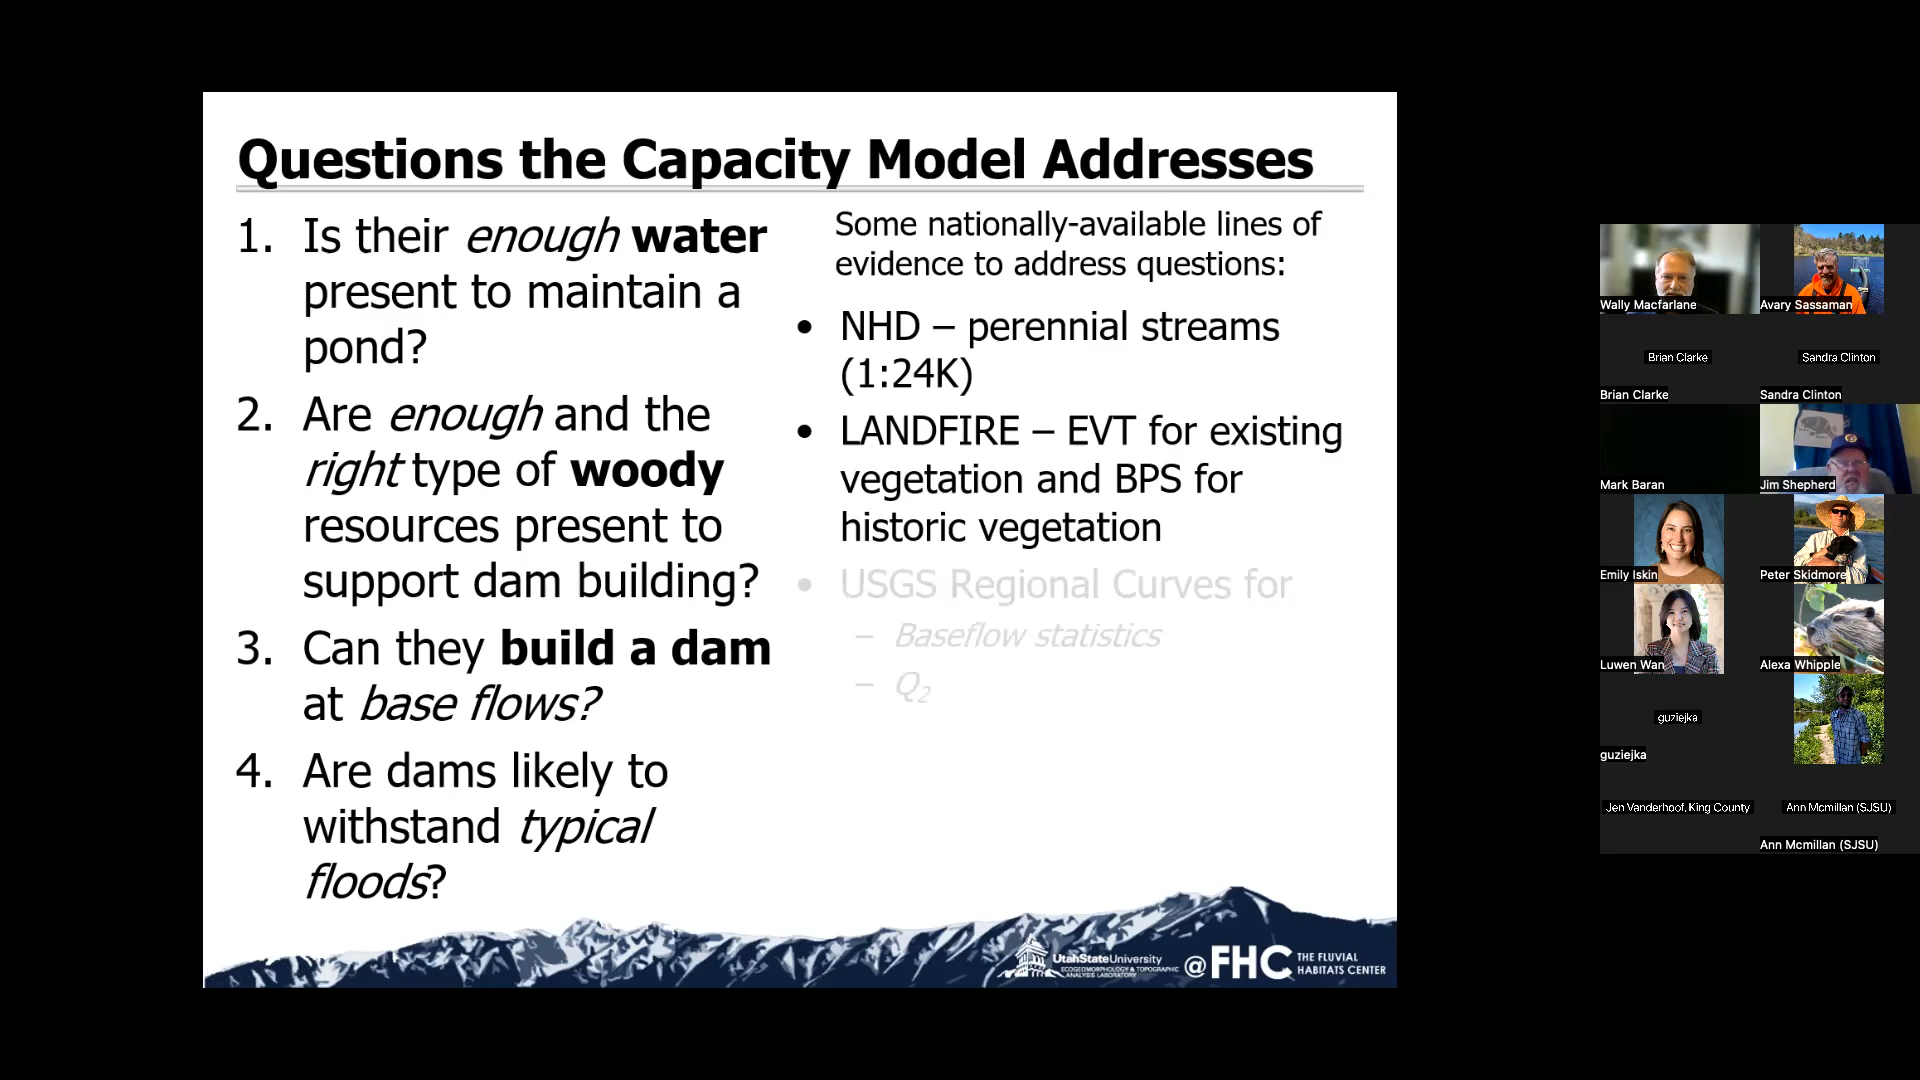 Questions the Capacity Model Addresses
1. Is their enough water
present to maintain a
pond?
2. Are enough and the
right type of woody
resources present to
support dam building?
3. Can they build a dam
at base flows?
4. Are dams likely to
withstand typical
floods?
Some nationally-available lines of
evidence to address questions:
• NHD – perennial streams
(1:24K)
• LANDFIRE – EVT for existing
vegetation and BPS for
historic vegetation
• USGS Regional Curves for
– Baseflow statistics
– Q2
UtahStateUniversity
ECOGEOMORPHOLOGY & TOPOGRAPHIC
ANALYSIS LABORATORY
@FHC THE FLUVIAL
HABITATS CENTER
Wally Macfarlane
Avary Sassaman
Brian Clarke
Sandra Clinton
Brian Clarke
Sandra Clinton
Mark Baran
Jim Shepherd
Emily Iskin
Peter Skidmore
Luwen Wan
Alexa Whipple
guziejka
guziejka
Jen Vanderhoof, King County
Ann Mcmillan (SJSU)
Ann Mcmillan (SJSU)